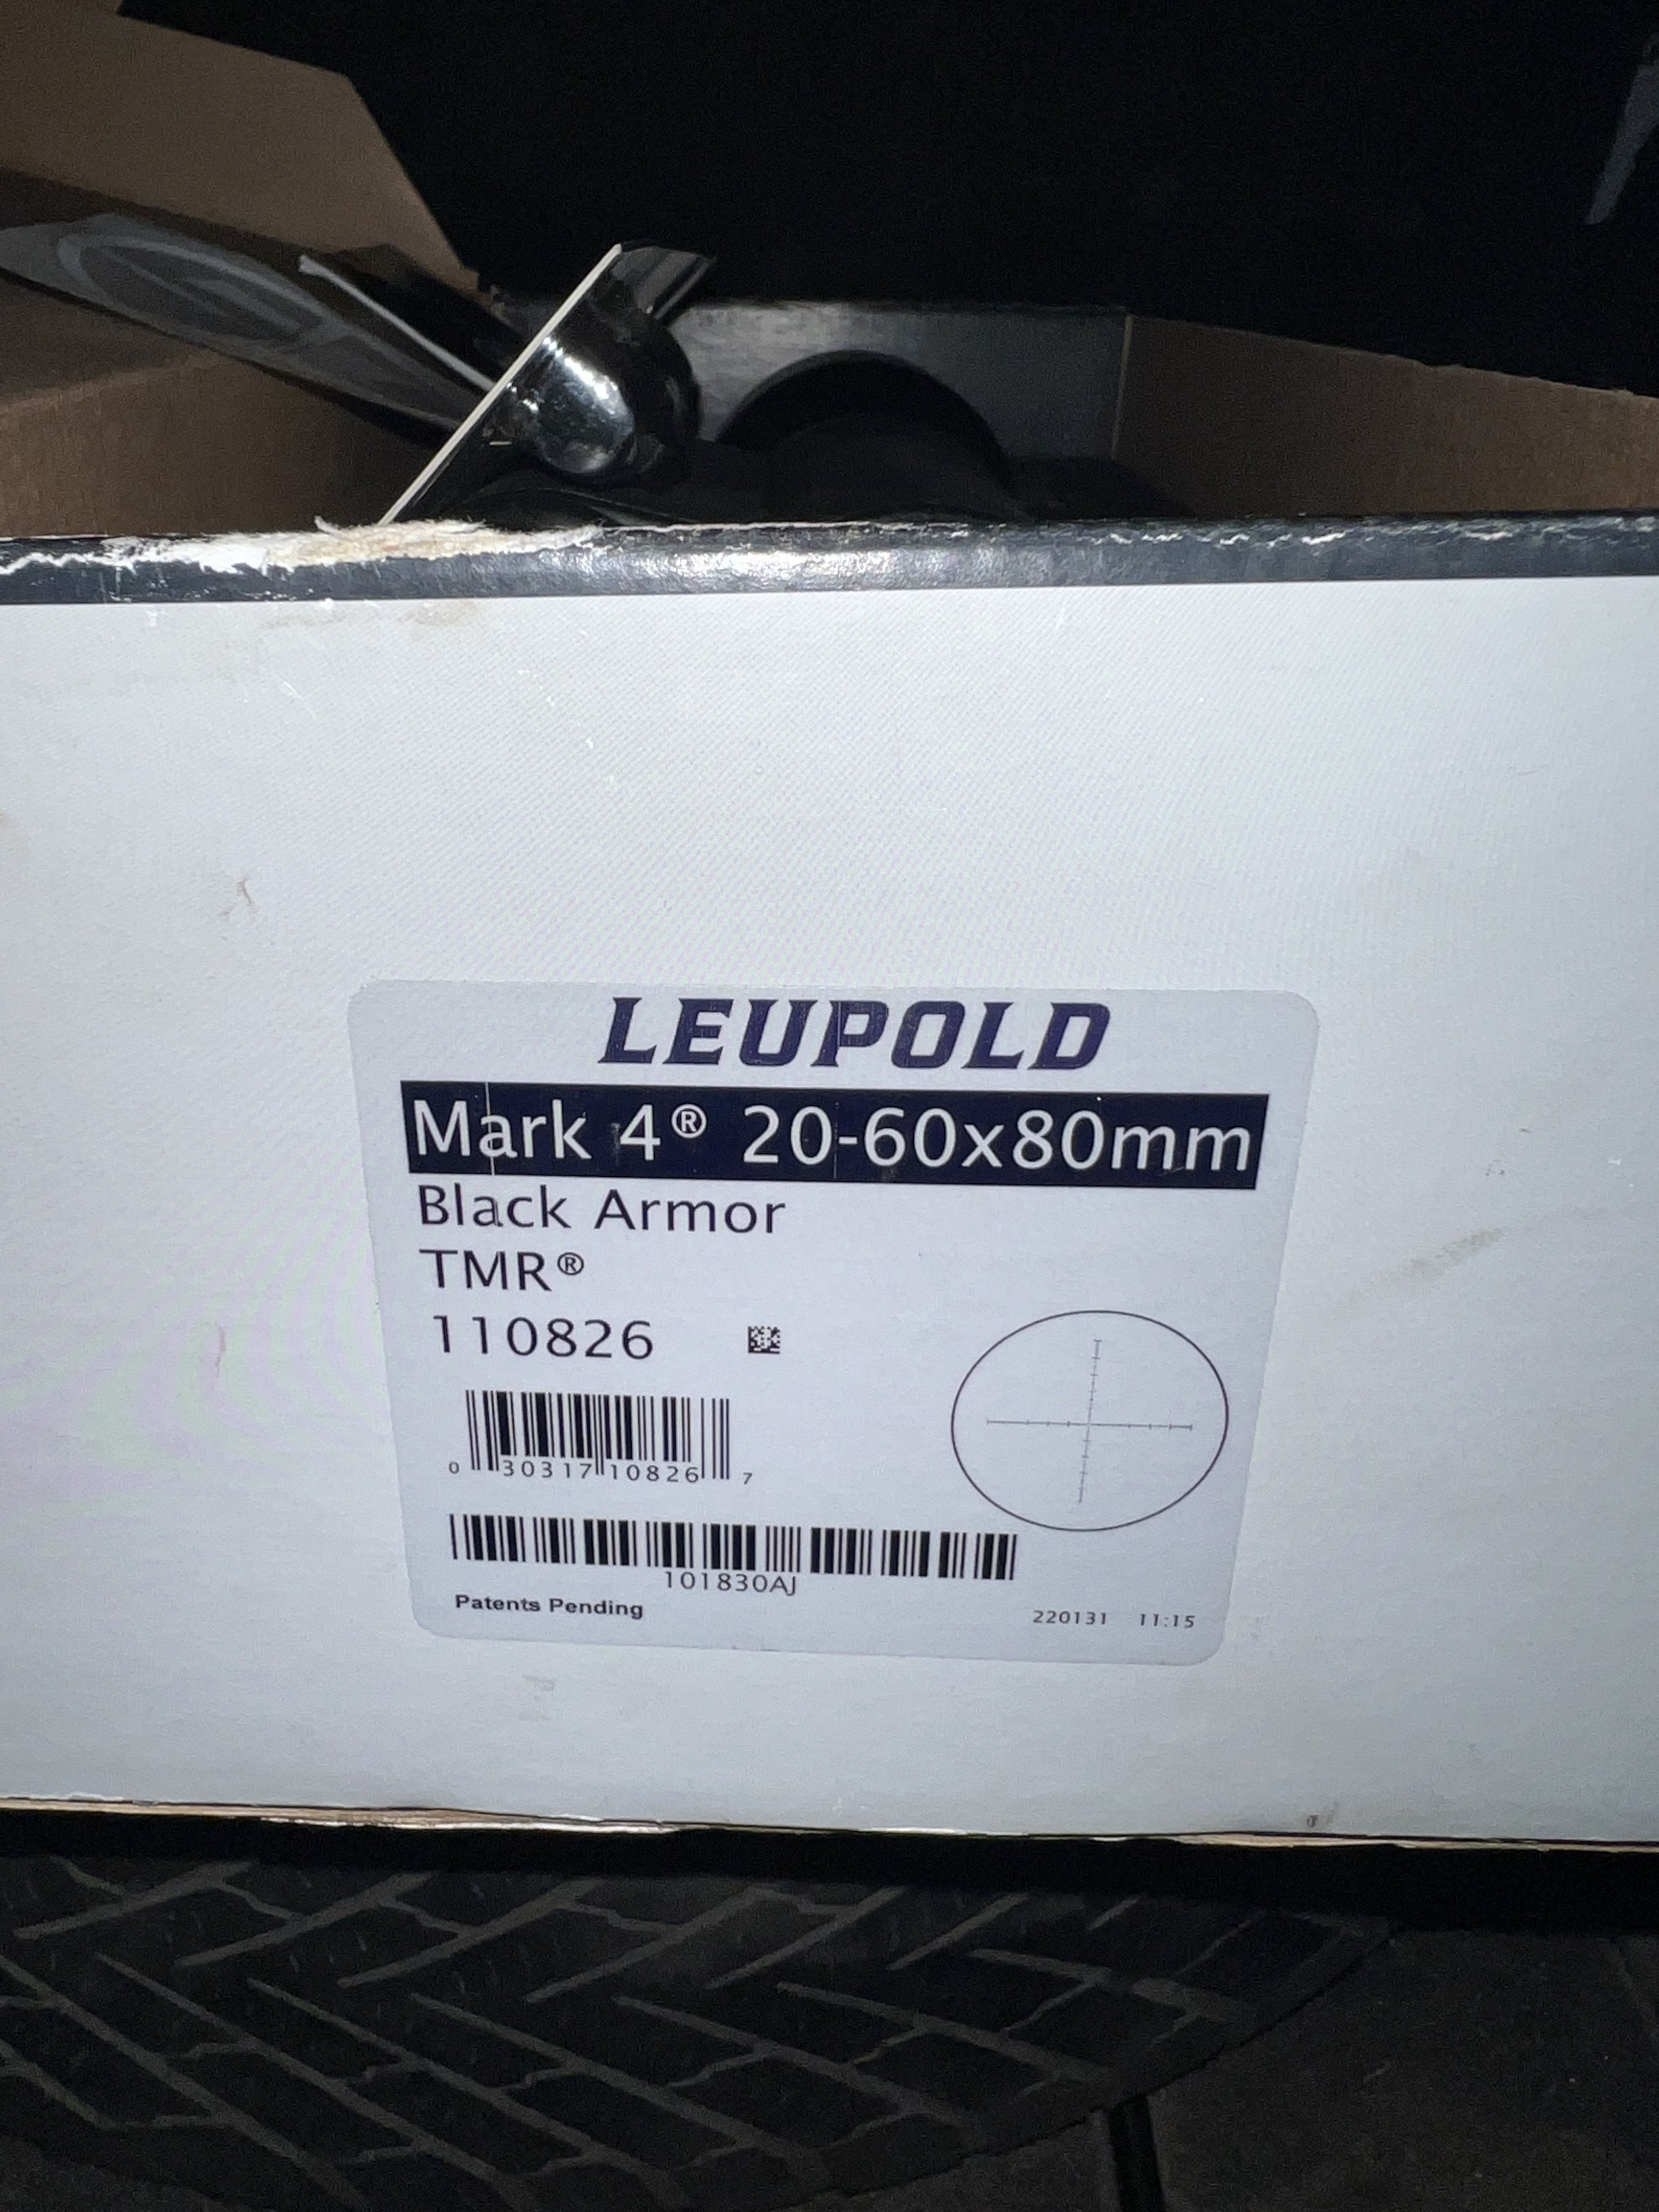 LEUPOLD
Mark 4® 20-60x80mm
Black Armor
TMR®
110826
0 30317 10826 7
101830AJ
Patents Pending
220131 11:15